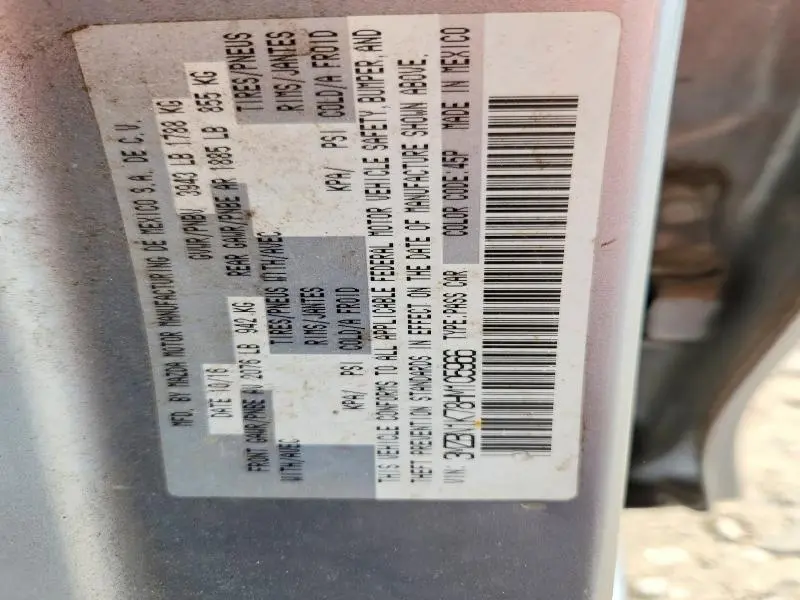 MFD. BY MAZDA MOTOR MANUFACTURING DE MEXICO S.A. DE C.V.
DATE 10/16 GVWR/PNBV 3943 LB 1788 KG
FRONT GAWR/PNBE AV 2076 LB 942 KG REAR GAWR/PNBE AR 1885 LB 855 KG
WITH/AVEC TIRES/PNEUS WITH/AVEC TIRES/PNEUS
RIMS/JANTES RIMS/JANTES
KPA/ PSI COLD/A FROID KPA/ PSI COLD/A FROID
THIS VEHICLE CONFORMS TO ALL APPLICABLE FEDERAL MOTOR VEHICLE SAFETY, BUMPER, AND
THEFT PREVENTION STANDARDS IN EFFECT ON THE DATE OF MANUFACTURE SHOWN ABOVE.
VIN: 3MZBN1K78HM105966 TYPE:PASS CAR COLOR CODE:45P MADE IN MEXICO